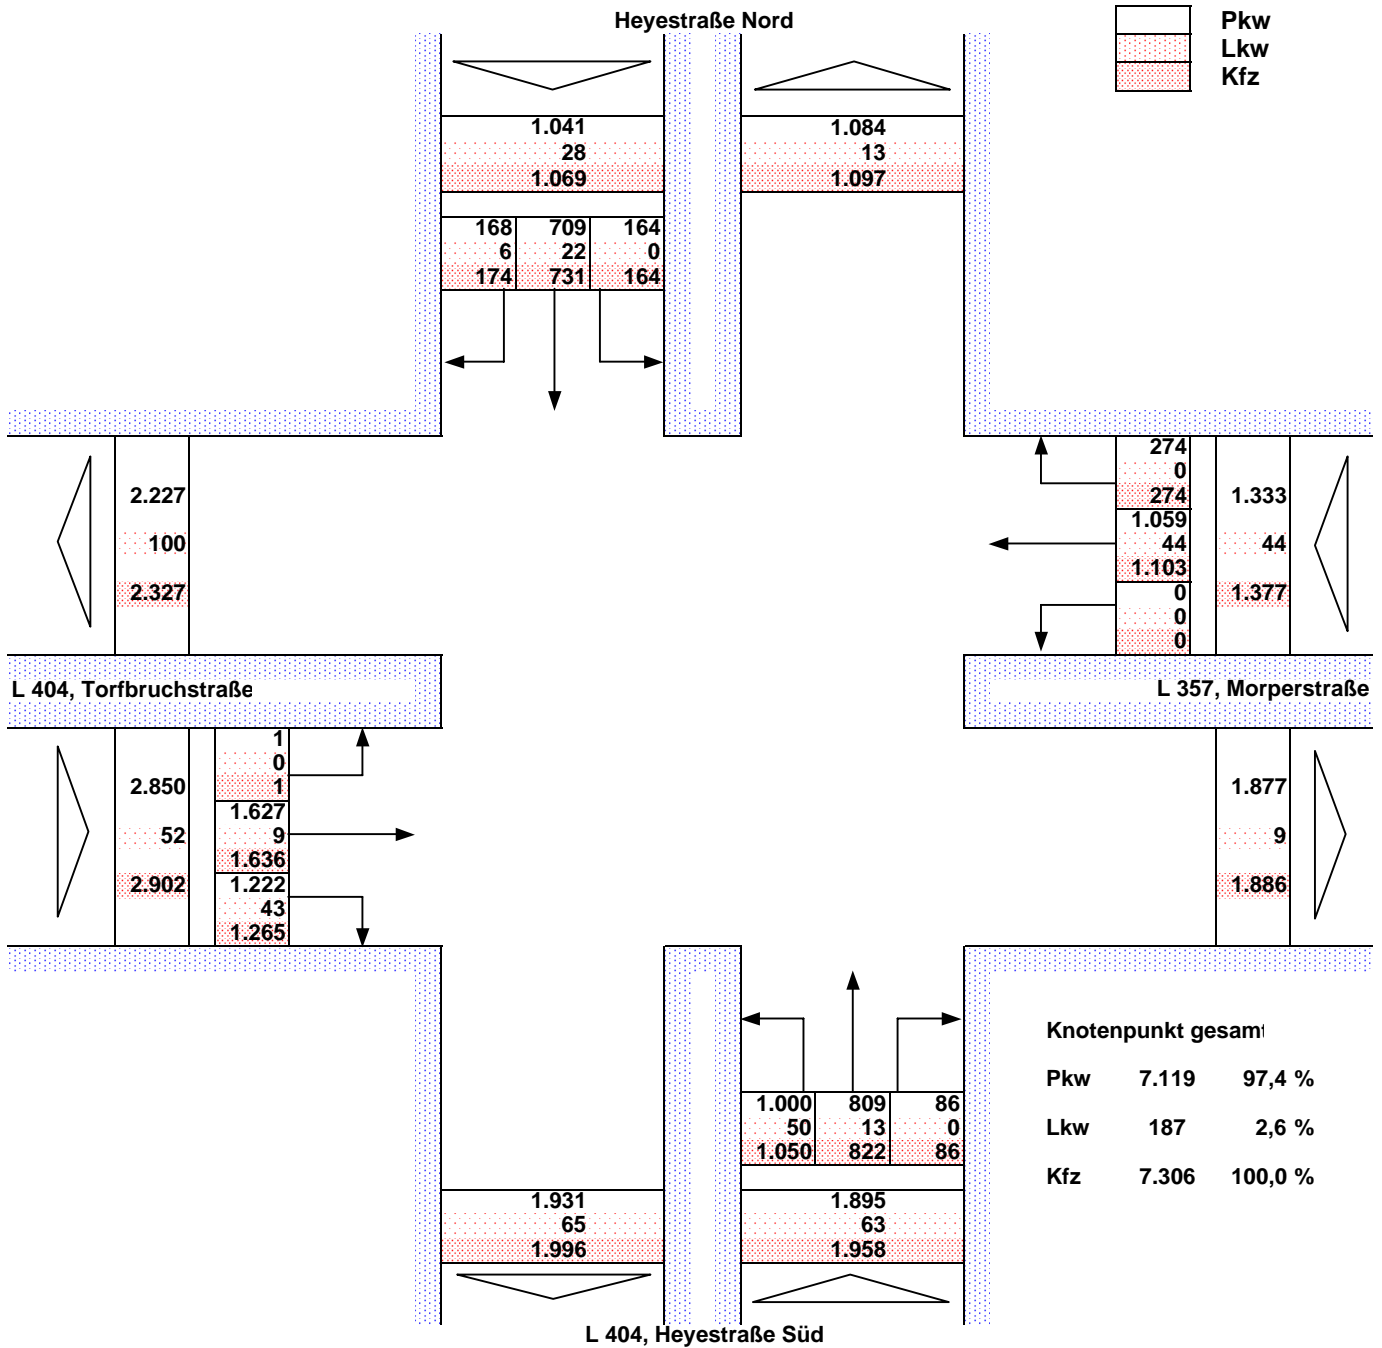 Heyestraße Nord
Pkw
Lkw
Kfz
1.041
28
1.069
1.084
13
1.097
168 709 164
6 22 0
174 731 164
2.227
100
2.327
274
0
274
1.059
44
1.103
0
0
0
1.333
44
1.377
L 404, Torfbruchstraße
L 357, Morperstraße
2.850
52
2.902
1
0
1
1.627
9
1.636
1.222
43
1.265
1.877
9
1.886
1.000 809 86
50 13 0
1.050 822 86
1.931
65
1.996
1.895
63
1.958
Knotenpunkt gesamt
Pkw 7.119 97,4 %
Lkw 187 2,6 %
Kfz 7.306 100,0 %
L 404, Heyestraße Süd